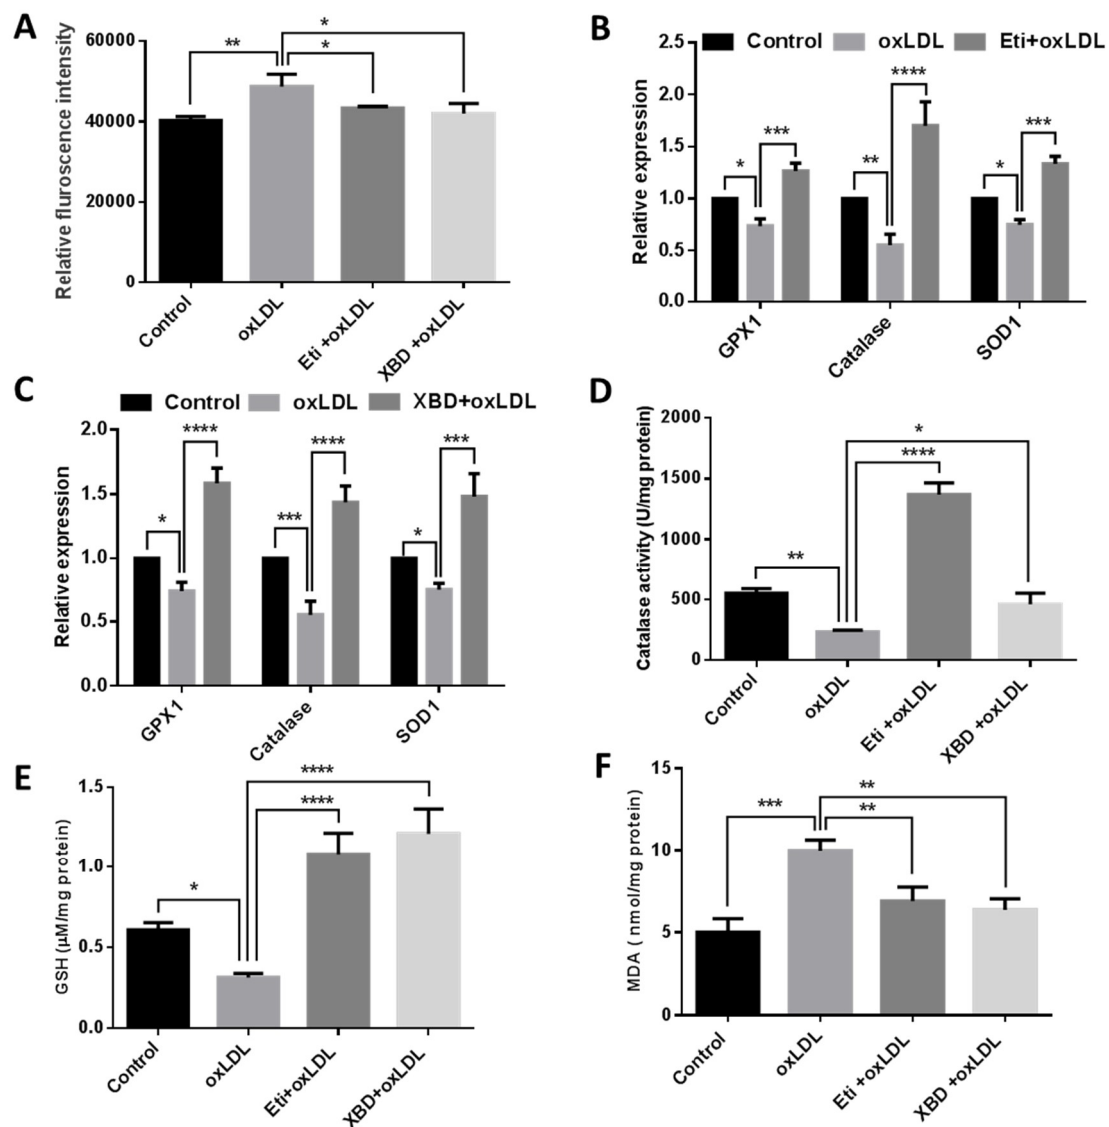 A
Relative fluroscence intensity
60000
40000
20000
0
**
*
*
Control
oxLDL
Eti +oxLDL
XBD +oxLDL
B
Control oxLDL Eti+oxLDL
Relative expression
2.5
2.0
1.5
1.0
0.5
0.0
*
***
**
****
*
***
GPX1
Catalase
SOD1
C
Control oxLDL XBD+oxLDL
Relative expression
2.0
1.5
1.0
0.5
0.0
*
****
***
****
*
***
GPX1
Catalase
SOD1
D
Catalase activity (U/mg protein)
2000
1500
1000
500
0
**
****
*
Control
oxLDL
Eti +oxLDL
XBD +oxLDL
E
GSH (µM/mg protein)
1.5
1.0
0.5
0.0
*
****
****
Control
oxLDL
Eti+oxLDL
XBD+oxLDL
F
MDA ( nmol/mg protein)
15
10
5
0
***
**
**
Control
oxLDL
Eti +oxLDL
XBD +oxLDL